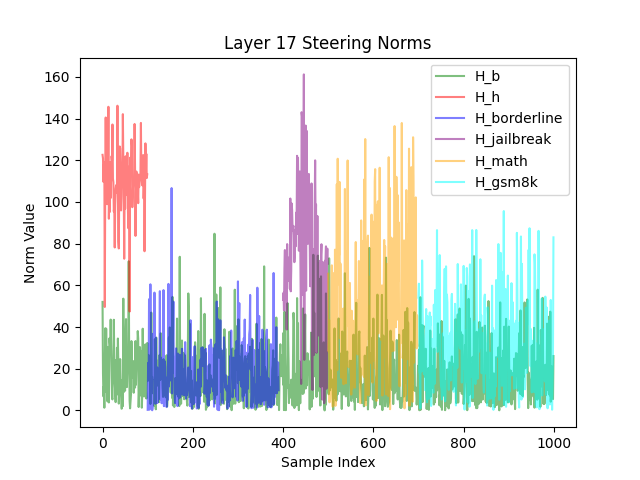 Layer 17 Steering Norms
Norm Value
160
140
120
100
80
60
40
20
0
H_b
H_h
H_borderline
H_jailbreak
H_math
H_gsm8k
0
200
400
600
800
1000
Sample Index